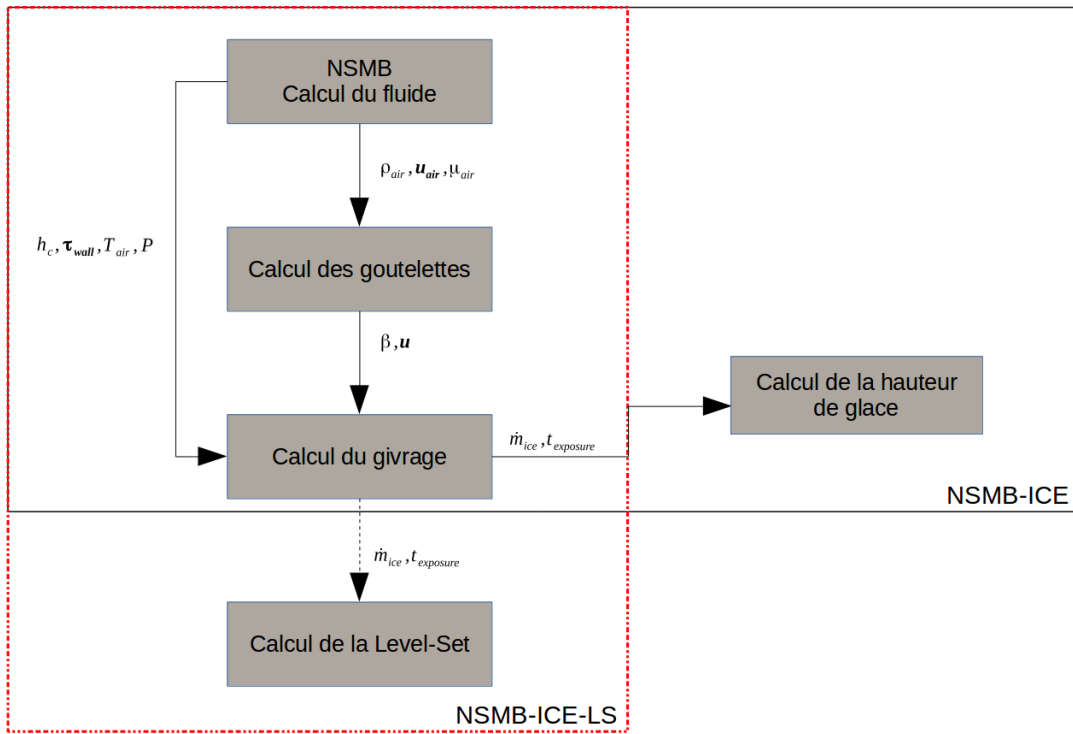 NSMB
Calcul du fluide
ρair, uair, μair
hc, τwall, Tair, P
Calcul des goutelettes
β, u
Calcul de la hauteur
de glace
Calcul du givrage
ṁice, texposure
NSMB-ICE
ṁice, texposure
Calcul de la Level-Set
NSMB-ICE-LS